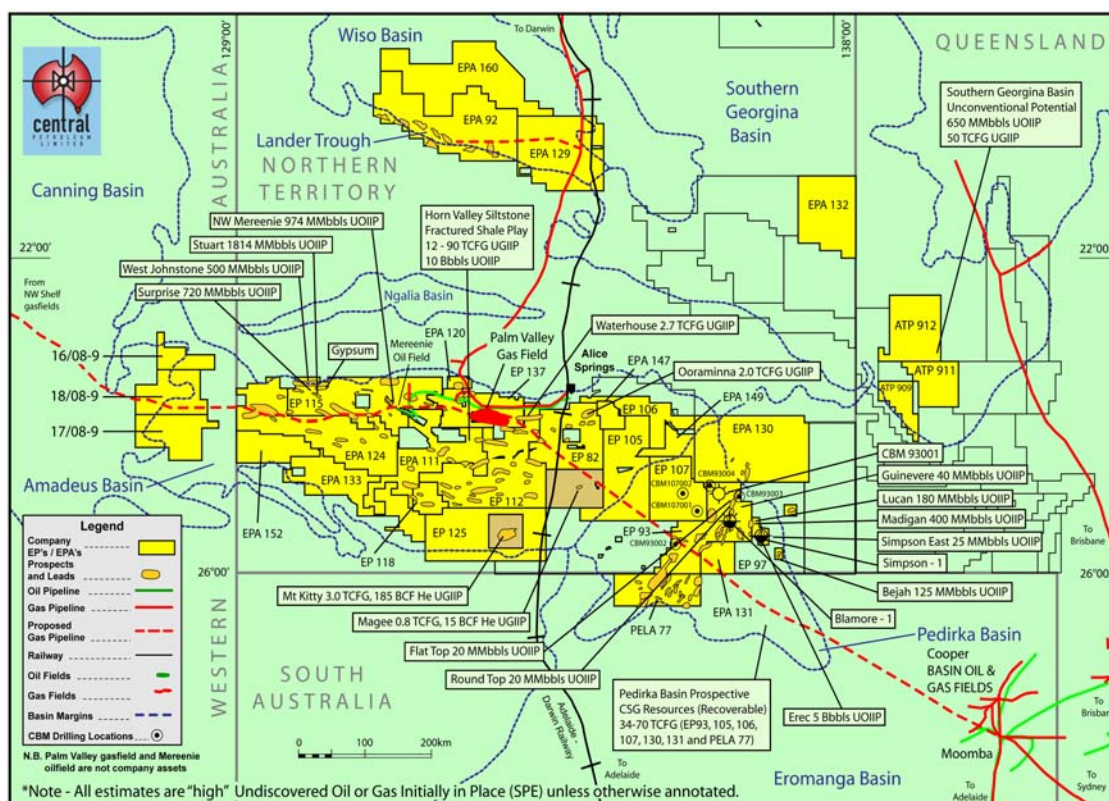 central
PETROLEUM
LIMITED
Wiso Basin
129°00'
To Darwin
138°00'
QUEENSLAND
EPA 160
EPA 92
EPA 129
Lander Trough
NORTHERN
TERRITORY
WESTERN
AUSTRALIA
Canning Basin
Southern
Georgina
Basin
Southern Georgina Basin
Unconventional Potential
650 MMbbls UOIIP
50 TCFG UGIIP
EPA 132
22°00'
22°00'
From
NW Shelf
gasfields
NW Mereenie 974 MMbbls UOIIP
Stuart 1814 MMbbls UOIIP
West Johnstone 500 MMbbls UOIIP
Surprise 720 MMbbls UOIIP
Horn Valley Siltstone
Fractured Shale Play
12 - 90 TCFG UGIIP
10 Bbbls UOIIP
Ngalia Basin
Gypsum
Mereenie
Oil Field
EPA 120
Palm Valley
Gas Field
EP 137
Waterhouse 2.7 TCFG UGIIP
Alice
Springs
EPA 147
Ooraminna 2.0 TCFG UGIIP
EPA 149
ATP 912
ATP 911
ATP 909
16/08-9
18/08-9
17/08-9
EP 115
EPA 124
EPA 111
EPA 133
EP 112
EP 125
EP 118
EPA 152
EP 82
EP 105
EP 106
EP 107
EPA 130
CBM93004
CBM107002
CBM93003
CBM107001
EP 93
CBM93002
EP 97
EPA 131
PELA 77
Amadeus Basin
CBM 93001
Guinevere 40 MMbbls UOIIP
Lucan 180 MMbbls UOIIP
Madigan 400 MMbbls UOIIP
Simpson East 25 MMbbls UOIIP
Simpson - 1
Bejah 125 MMbbls UOIIP
Blamore - 1
26°00'
26°00'
Mt Kitty 3.0 TCFG, 185 BCF He UGIIP
Magee 0.8 TCFG, 15 BCF He UGIIP
Flat Top 20 MMbbls UOIIP
Round Top 20 MMbbls UOIIP
Erec 5 Bbbls UOIIP
Pedirka Basin Prospective
CSG Resources (Recoverable)
34-70 TCFG (EP93, 105, 106,
107, 130, 131 and PELA 77)
Pedirka Basin
Cooper
BASIN OIL &
GAS FIELDS
Moomba
To
Brisbane
To
Brisbane
To
Sydney
To
Adelaide
To
Adelaide
Adelaide -
Darwin Railway
SOUTH
AUSTRALIA
Eromanga Basin
0
100
200km
Legend
Company
EP's / EPA's
Prospects
and Leads
Oil Pipeline
Gas Pipeline
Proposed
Gas Pipeline
Railway
Oil Fields
Gas Fields
Basin Margins
CBM Drilling Locations
N.B. Palm Valley gasfield and Mereenie
oilfield are not company assets
*Note - All estimates are "high" Undiscovered Oil or Gas Initially in Place (SPE) unless otherwise annotated.